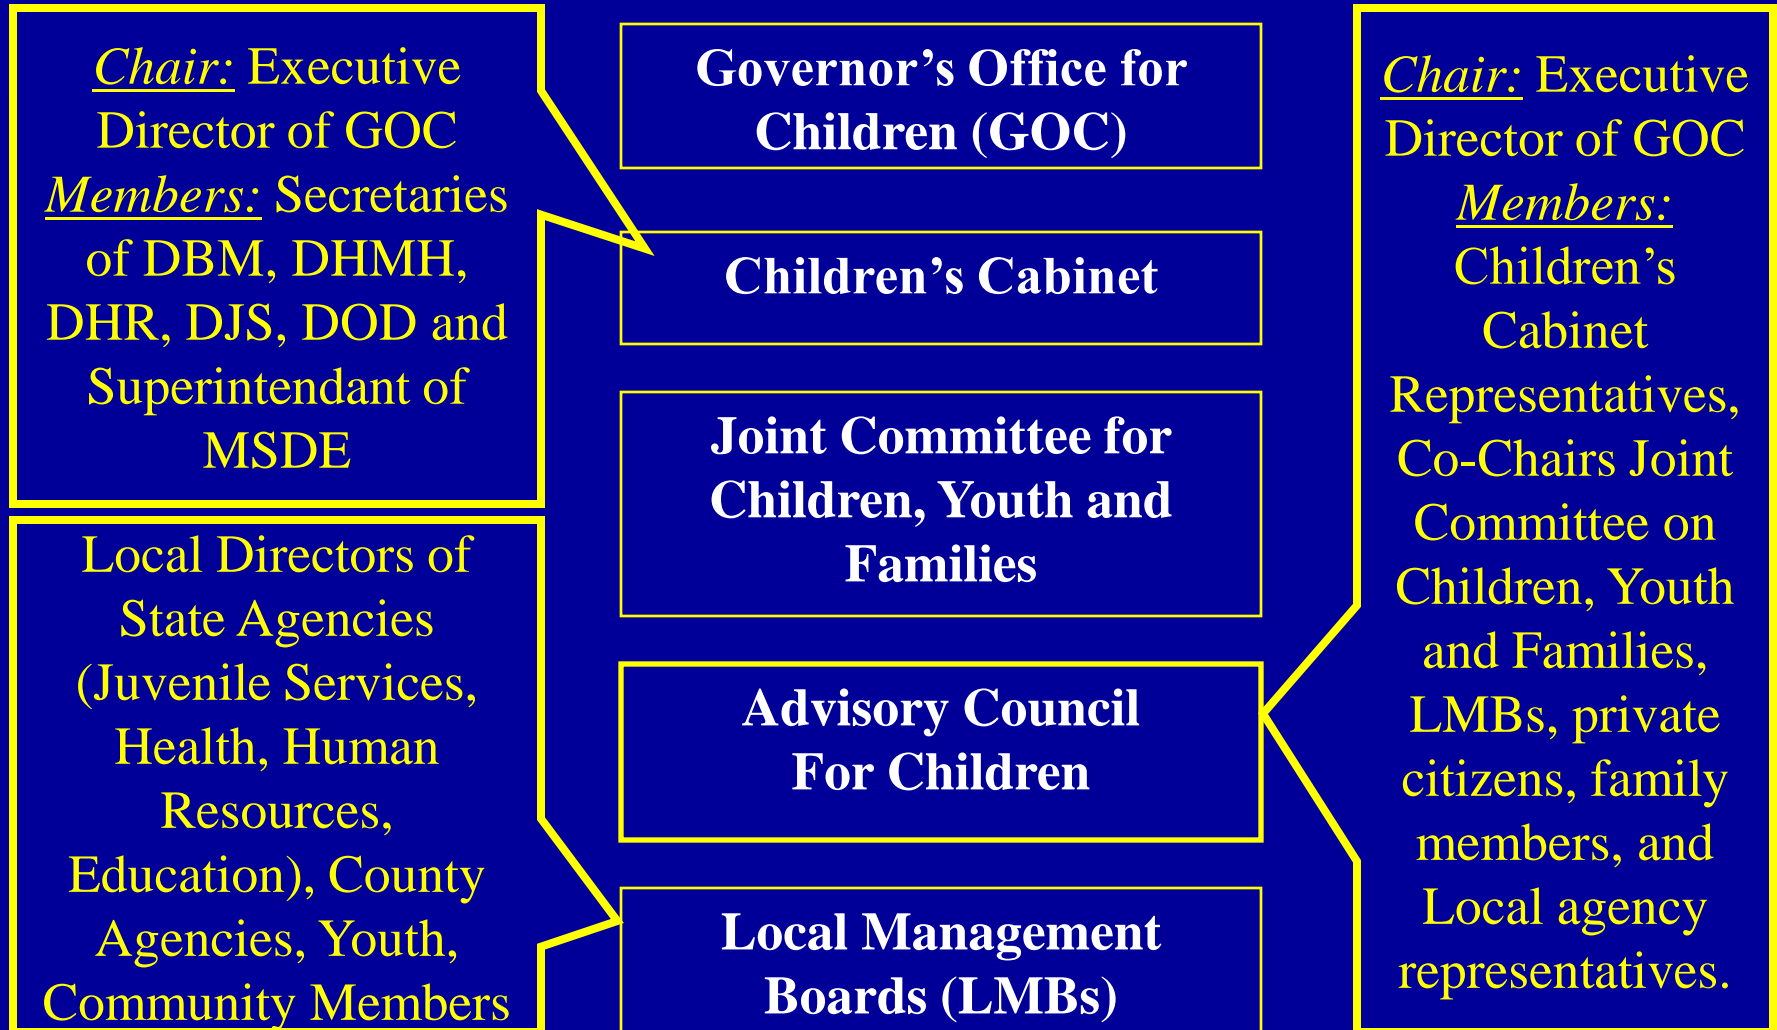 Chair: Executive
Director of GOC
Members: Secretaries
of DBM, DHMH,
DHR, DJS, DOD and
Superintendant of
MSDE
Local Directors of
State Agencies
(Juvenile Services,
Health, Human
Resources,
Education), County
Agencies, Youth,
Community Members
Governor’s Office for
Children (GOC)
Children’s Cabinet
Joint Committee for
Children, Youth and
Families
Advisory Council
For Children
Local Management
Boards (LMBs)
Chair: Executive
Director of GOC
Members:
Children’s
Cabinet
Representatives,
Co-Chairs Joint
Committee on
Children, Youth
and Families,
LMBs, private
citizens, family
members, and
Local agency
representatives.